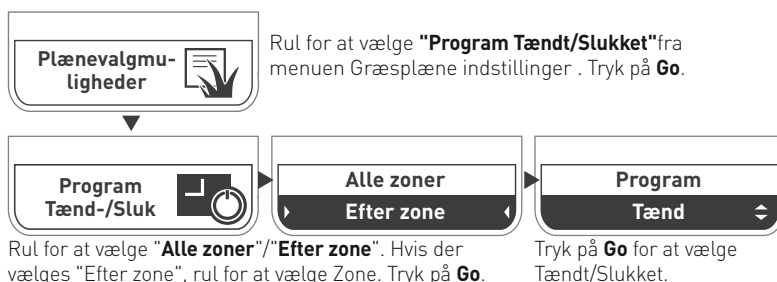 Plænevalgmu-
ligheder
Rul for at vælge "Program Tændt/Slukket"fra
menuen Græsplæne indstillinger . Tryk på Go.
Program
Tænd-/Sluk
Alle zoner
Efter zone
Program
Tænd
Rul for at vælge "Alle zoner"/"Efter zone". Hvis der
vælges "Efter zone", rul for at vælge Zone. Tryk på Go.
Tryk på Go for at vælge
Tændt/Slukket.